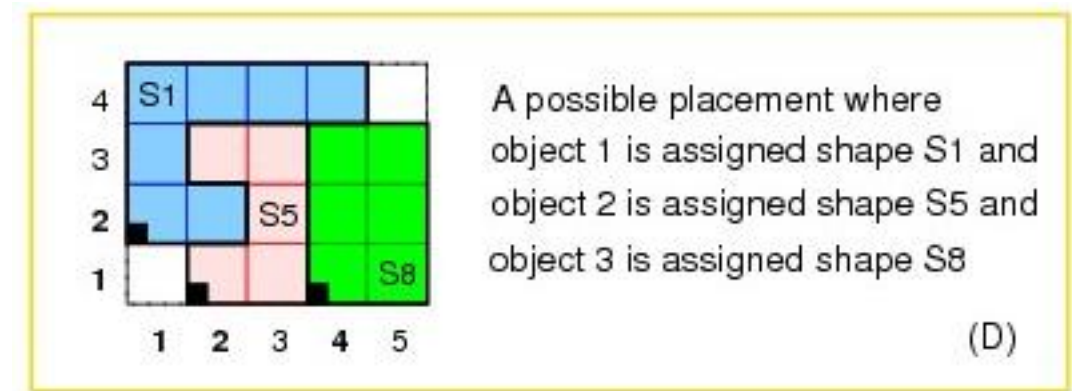 4 S1
A possible placement where
3
object 1 is assigned shape S1 and
2 S5
object 2 is assigned shape S5 and
1 S8
object 3 is assigned shape S8
1 2 3 4 5
(D)